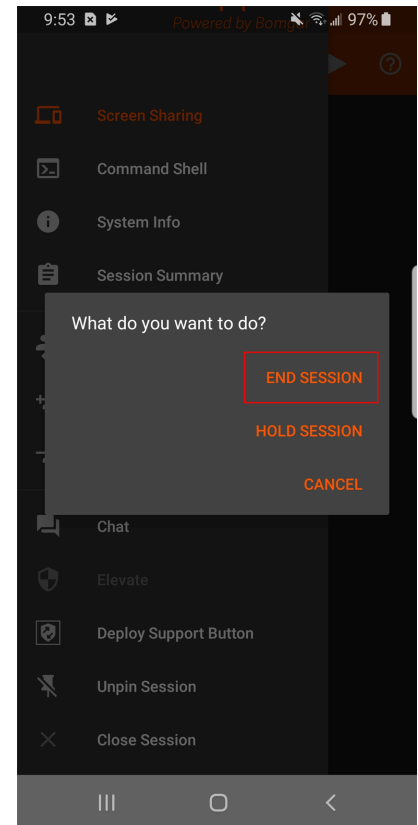 9:53 97%
Powered by Bomgar
Screen Sharing
Command Shell
System Info
Session Summary
What do you want to do?
END SESSION
HOLD SESSION
CANCEL
Chat
Elevate
Deploy Support Button
Unpin Session
Close Session